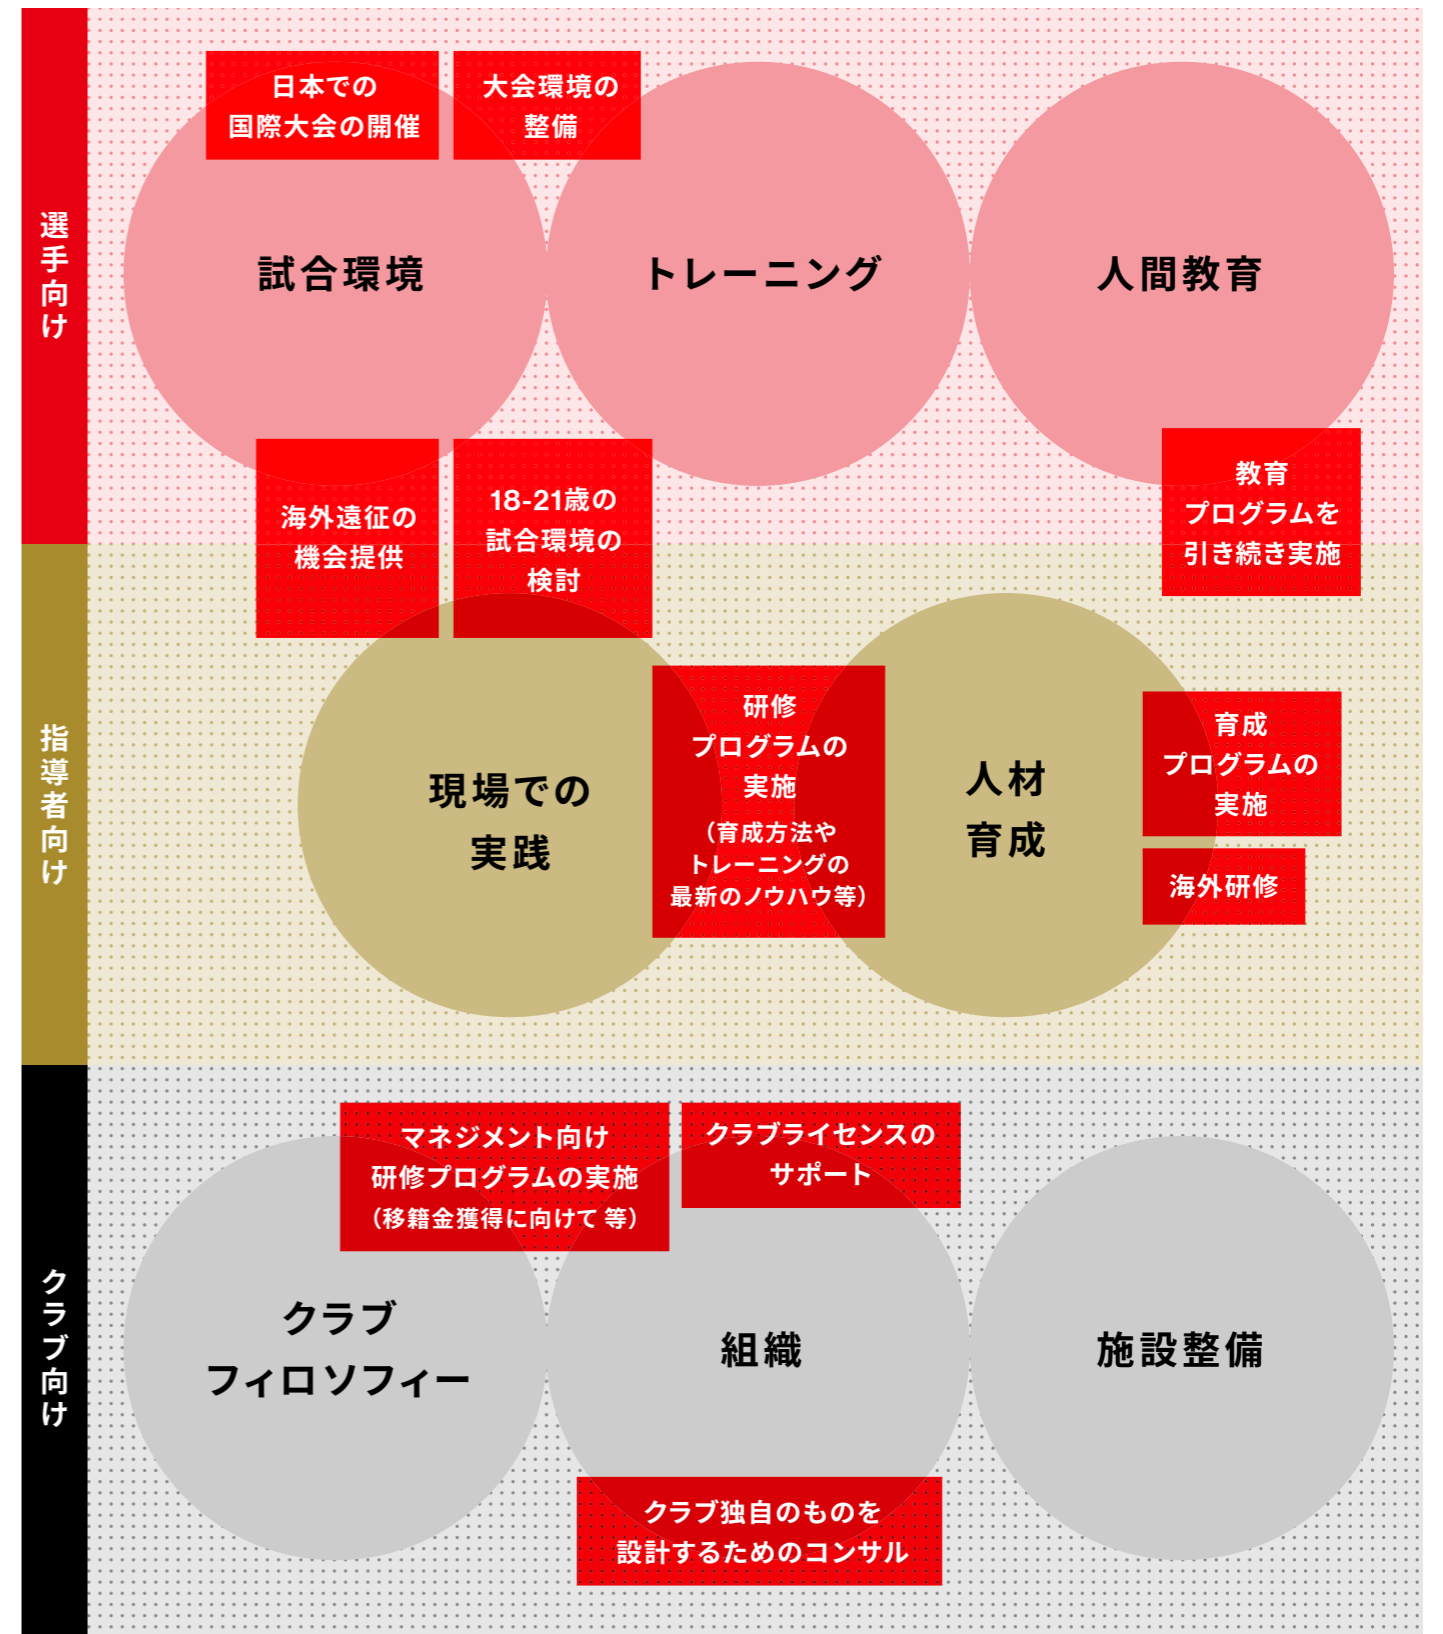 選手向け
日本での
国際大会の開催
大会環境の
整備
試合環境
トレーニング
人間教育
海外遠征の
機会提供
18-21歳の
試合環境の
検討
教育
プログラムを
引き続き実施
指導者向け
現場での
実践
研修
プログラムの
実施
（育成方法や
トレーニングの
最新のノウハウ等）
人材
育成
育成
プログラムの
実施
海外研修
クラブ向け
マネジメント向け
研修プログラムの実施
（移籍金獲得に向けて 等）
クラブライセンスの
サポート
クラブ
フィロソフィー
組織
施設整備
クラブ独自のものを
設計するためのコンサル